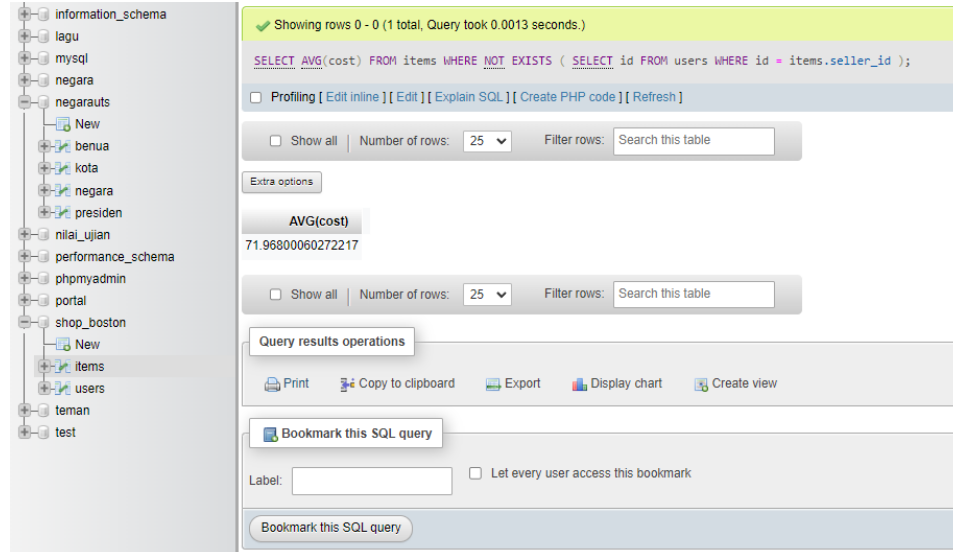 information_schema
lagu
mysql
negara
negarauts
New
benua
kota
negara
presiden
nilai_ujian
performance_schema
phpmyadmin
portal
shop_boston
New
items
users
teman
test
Showing rows 0 - 0 (1 total, Query took 0.0013 seconds.)
SELECT AVG(cost) FROM items WHERE NOT EXISTS ( SELECT id FROM users WHERE id = items.seller_id );
Profiling [ Edit inline ] [ Edit ] [ Explain SQL ] [ Create PHP code ] [ Refresh ]
Show all | Number of rows: 25 Filter rows: Search this table
Extra options
AVG(cost)
71.96800060272217
Show all | Number of rows: 25 Filter rows: Search this table
Query results operations
Print Copy to clipboard Export Display chart Create view
Bookmark this SQL query
Label: Let every user access this bookmark
Bookmark this SQL query